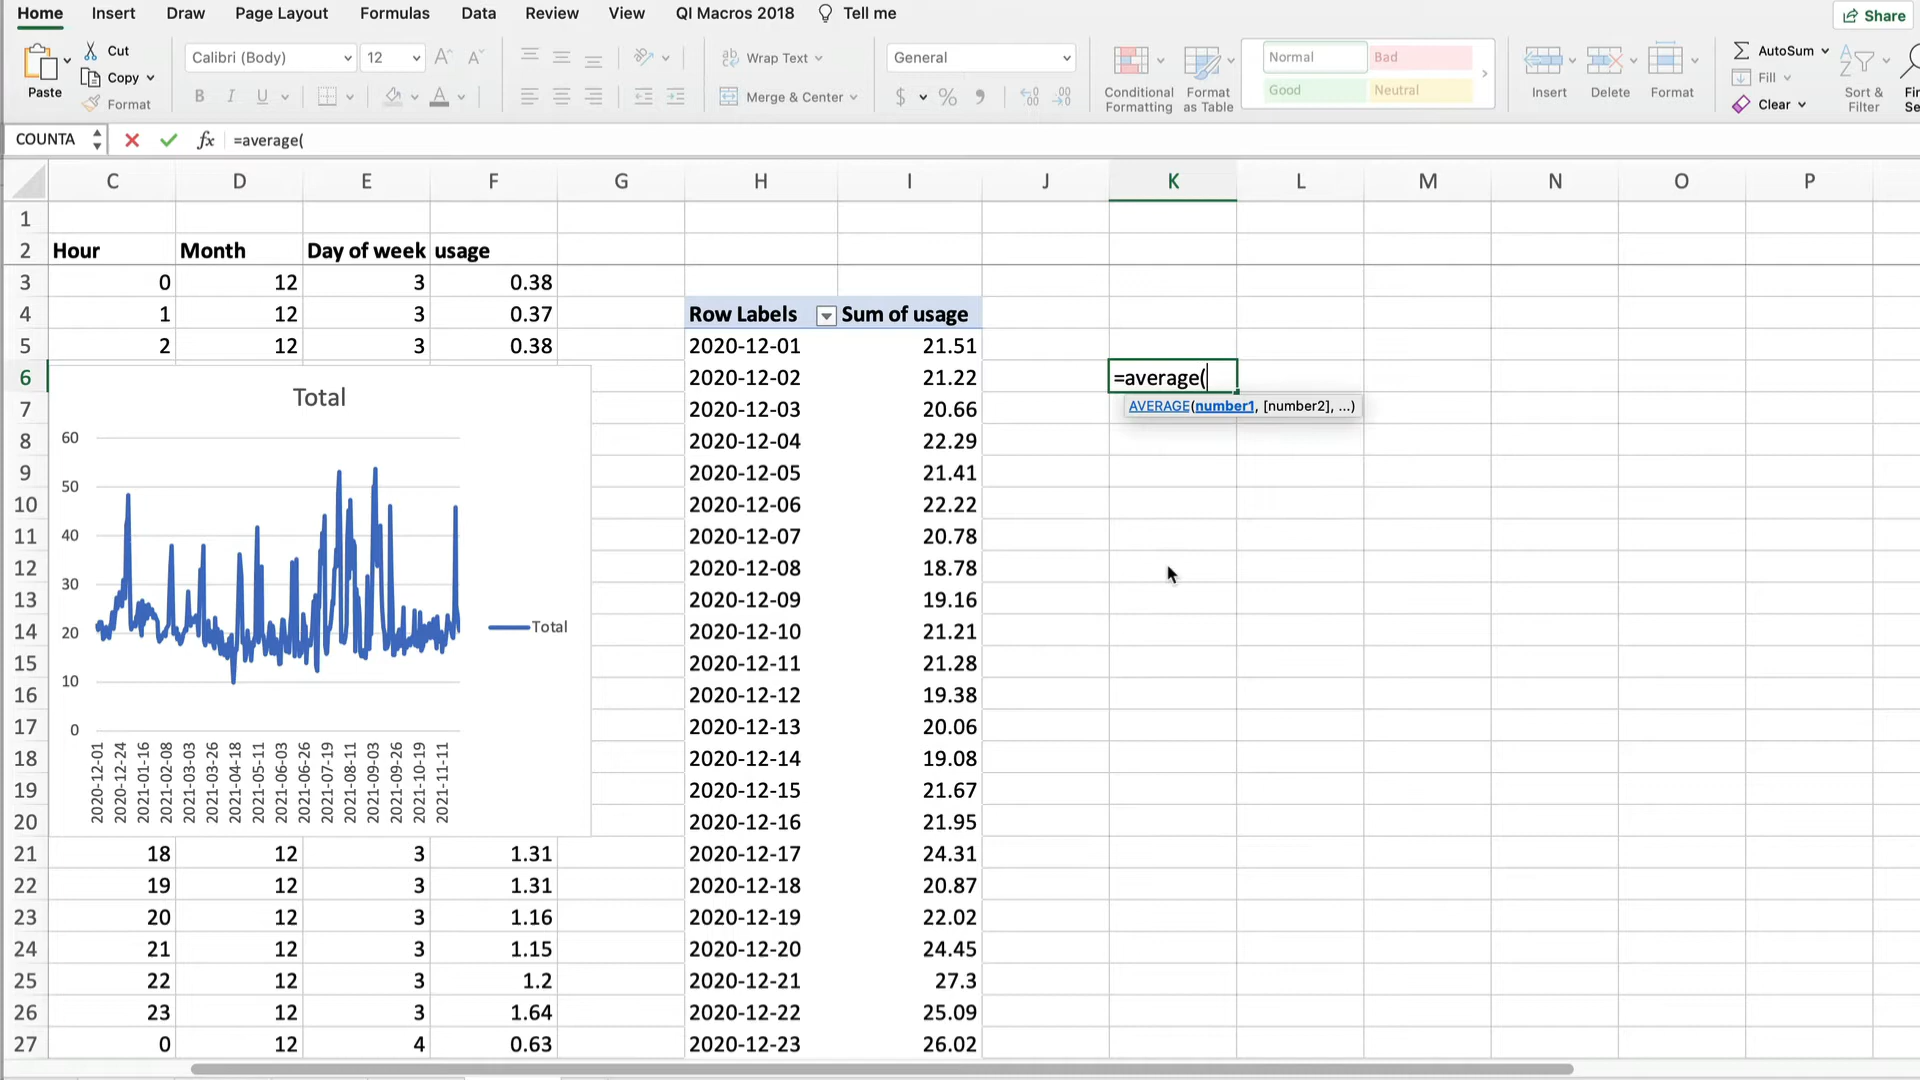 Home Insert Draw Page Layout Formulas Data Review View QI Macros 2018 Tell me Share
Paste
Cut
Copy
Format
Calibri (Body) 12
B I U
Wrap Text
Merge & Center
General
$ % 9
Conditional Formatting
Format as Table
Normal Bad
Good Neutral
Insert Delete Format
AutoSum
Fill
Clear
Sort & Filter
COUNTA fx =average(
C D E F G H I J K L M N O P
1
2 Hour Month Day of week usage
3 0 12 3 0.38
4 1 12 3 0.37 Row Labels Sum of usage
5 2 12 3 0.38 2020-12-01 21.51
6 2020-12-02 21.22 =average(
AVERAGE(number1, [number2], ...)
7 2020-12-03 20.66
8 2020-12-04 22.29
9 2020-12-05 21.41
10 2020-12-06 22.22
11 2020-12-07 20.78
12 2020-12-08 18.78
13 2020-12-09 19.16
14 2020-12-10 21.21
15 2020-12-11 21.28
16 2020-12-12 19.38
17 2020-12-13 20.06
18 2020-12-14 19.08
19 2020-12-15 21.67
20 2020-12-16 21.95
21 18 12 3 1.31 2020-12-17 24.31
22 19 12 3 1.31 2020-12-18 20.87
23 20 12 3 1.16 2020-12-19 22.02
24 21 12 3 1.15 2020-12-20 24.45
25 22 12 3 1.2 2020-12-21 27.3
26 23 12 3 1.64 2020-12-22 25.09
27 0 12 4 0.63 2020-12-23 26.02
Total
60
50
40
30
20
10
0
Total
2020-12-01
2020-12-24
2021-01-16
2021-02-08
2021-03-03
2021-03-26
2021-04-18
2021-05-11
2021-06-03
2021-06-26
2021-07-19
2021-08-11
2021-09-03
2021-09-26
2021-10-19
2021-11-11